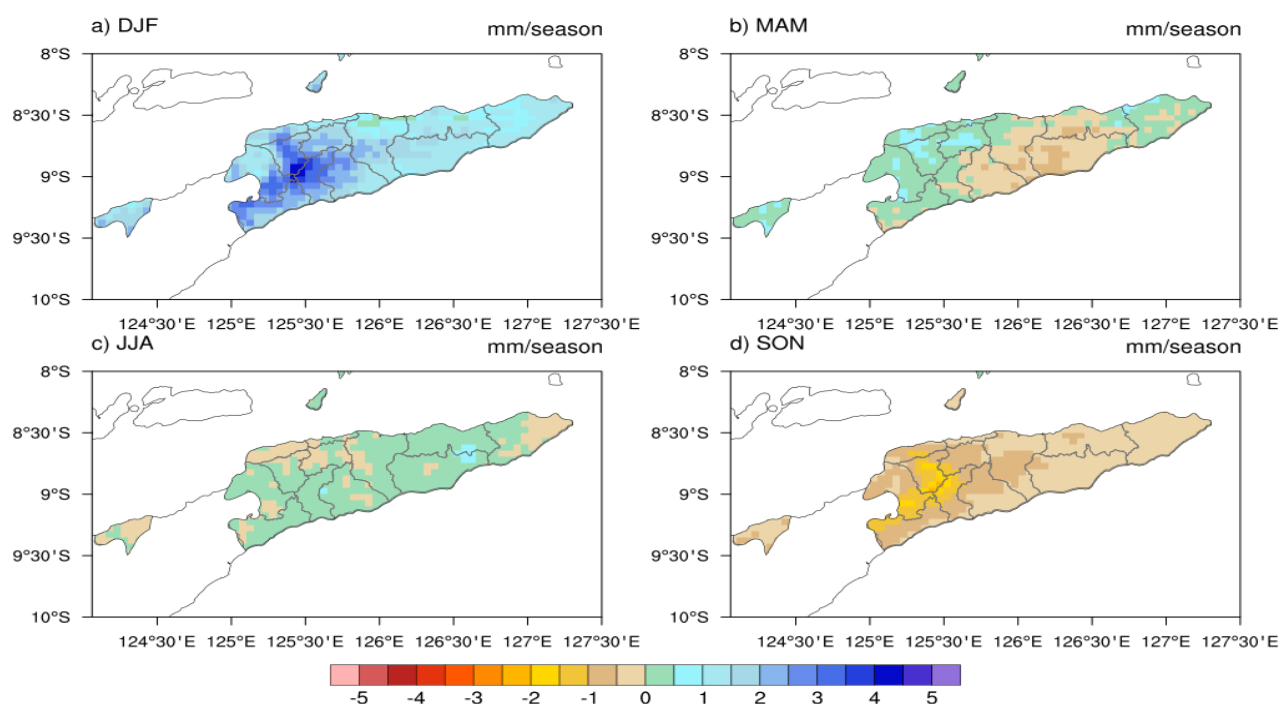 a) DJF mm/season b) MAM mm/season
8°S 8°S
8°30'S 8°30'S
9°S 9°S
9°30'S 9°30'S
10°S 10°S
124°30'E 125°E 125°30'E 126°E 126°30'E 127°E 127°30'E 124°30'E 125°E 125°30'E 126°E 126°30'E 127°E 127°30'E
c) JJA mm/season d) SON mm/season
8°S 8°S
8°30'S 8°30'S
9°S 9°S
9°30'S 9°30'S
10°S 10°S
124°30'E 125°E 125°30'E 126°E 126°30'E 127°E 127°30'E 124°30'E 125°E 125°30'E 126°E 126°30'E 127°E 127°30'E
-5 -4 -3 -2 -1 0 1 2 3 4 5